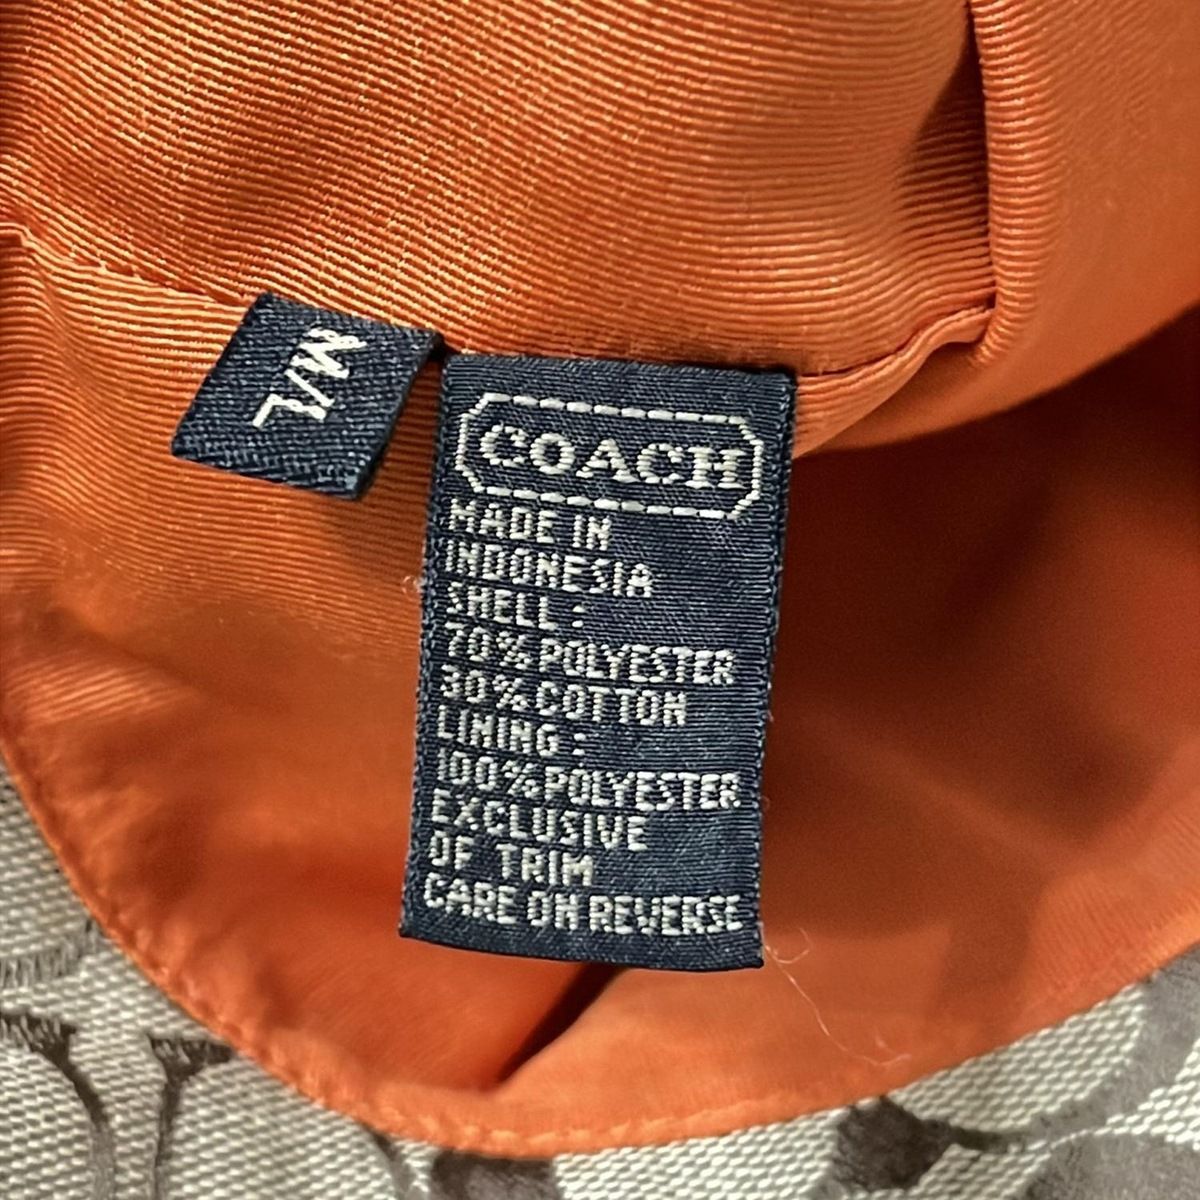 M/L
COACH
MADE IN
INDONESIA
SHELL :
70% POLYESTER
30% COTTON
LINING :
100% POLYESTER
EXCLUSIVE
OF TRIM
CARE ON REVERSE